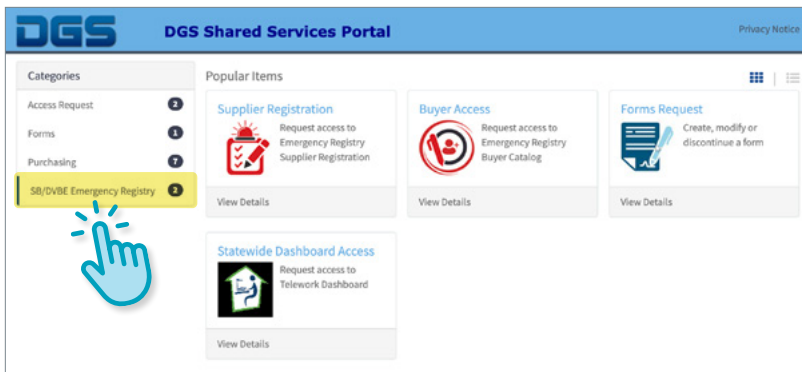 DGS
DGS Shared Services Portal
Privacy Notice
Categories
Access Request 2
Forms 1
Purchasing 7
SB/DVBE Emergency Registry 2
Popular Items
Supplier Registration
Request access to
Emergency Registry
Supplier Registration
View Details
Buyer Access
Request access to
Emergency Registry
Buyer Catalog
View Details
Forms Request
Create, modify or
discontinue a form
View Details
Statewide Dashboard Access
Request access to
Telework Dashboard
View Details